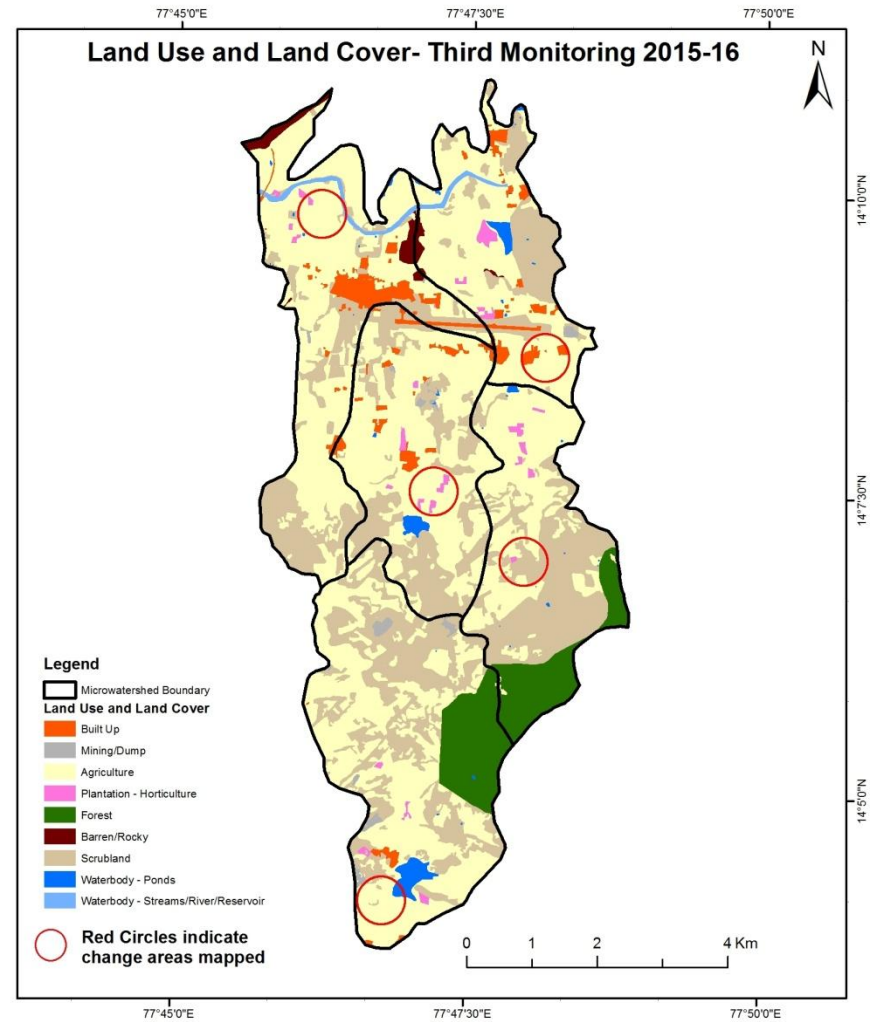 77°45'0"E 77°47'30"E 77°50'0"E
Land Use and Land Cover- Third Monitoring 2015-16
N
14°10'0"N
14°7'30"N
14°5'0"N
Legend
Microwatershed Boundary
Land Use and Land Cover
Built Up
Mining/Dump
Agriculture
Plantation - Horticulture
Forest
Barren/Rocky
Scrubland
Waterbody - Ponds
Waterbody - Streams/River/Reservoir
Red Circles indicate
change areas mapped
0 1 2 4 Km
77°45'0"E 77°47'30"E 77°50'0"E